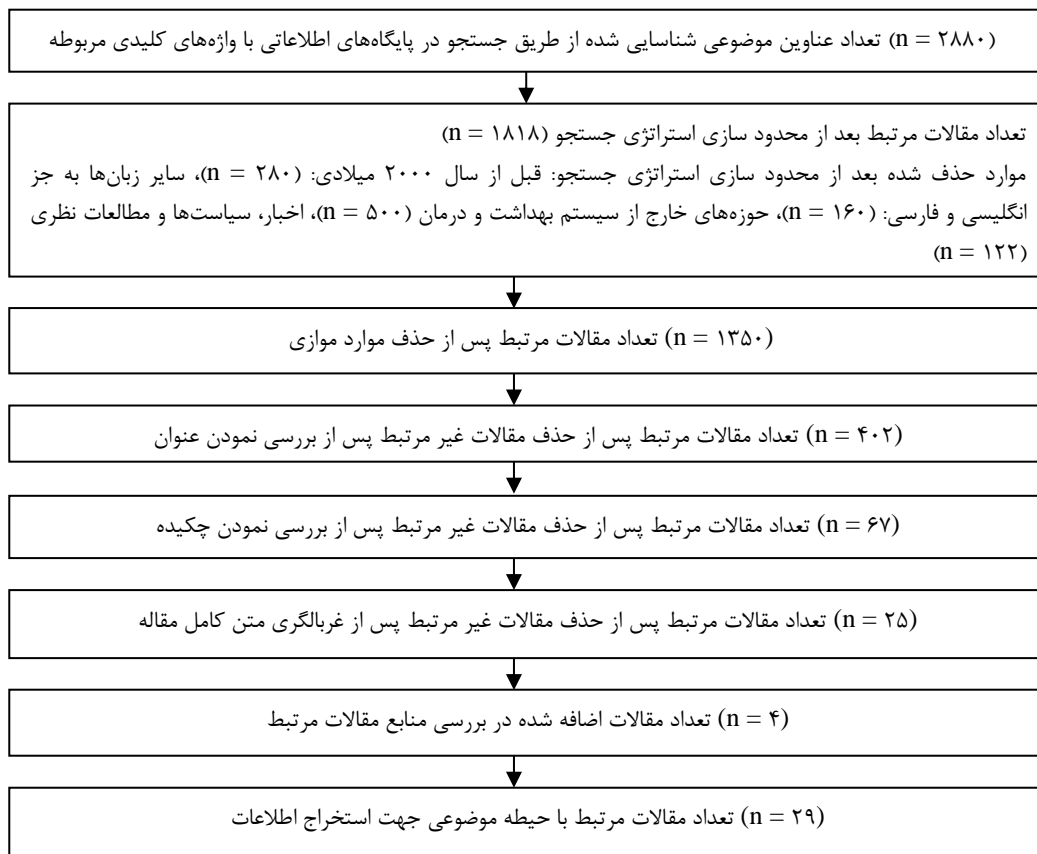 تعداد عناوین موضوعی شناسایی شده از طریق جستجو در پایگاه‌های اطلاعاتی با واژه‌های کلیدی مربوطه (n = ۲۸۸۰)
تعداد مقالات مرتبط بعد از محدود سازی استراتژی جستجو (n = ۱۸۱۸)
موارد حذف شده بعد از محدود سازی استراتژی جستجو: قبل از سال ۲۰۰۰ میلادی: (n = ۲۸۰)، سایر زبان‌ها به جز
انگلیسی و فارسی: (n = ۱۶۰)، حوزه‌های خارج از سیستم بهداشت و درمان (n = ۵۰۰)، اخبار، سیاست‌ها و مطالعات نظری
(n = ۱۲۲)
تعداد مقالات مرتبط پس از حذف موارد موازی (n = ۱۳۵۰)
تعداد مقالات مرتبط پس از حذف مقالات غیر مرتبط پس از بررسی نمودن عنوان (n = ۴۰۲)
تعداد مقالات مرتبط پس از حذف مقالات غیر مرتبط پس از بررسی نمودن چکیده (n = ۶۷)
تعداد مقالات مرتبط پس از حذف مقالات غیر مرتبط پس از غربالگری متن کامل مقاله (n = ۲۵)
تعداد مقالات اضافه شده در بررسی منابع مقالات مرتبط (n = ۴)
تعداد مقالات مرتبط با حیطه موضوعی جهت استخراج اطلاعات (n = ۲۹)